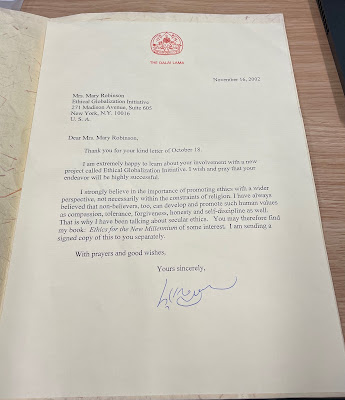 THE DALAI LAMA
November 16, 2002
Mrs. Mary Robinson
Ethical Globalization Initiative
271 Madison Avenue, Suite 605
New York, N.Y. 10016
U. S. A.
Dear Mrs. Mary Robinson,
Thank you for your kind letter of October 18.
I am extremely happy to learn about your involvement with a new
project called Ethical Globalization Initiative. I wish and pray that your
endeavor will be highly successful.
I strongly believe in the importance of promoting ethics with a wider
perspective, not necessarily within the constraints of religion. I have always
believed that non-believers, too, can develop and promote such human values
as compassion, tolerance, forgiveness, honesty and self-discipline as well.
That is why I have been talking about secular ethics. You may therefore find
my book: Ethics for the New Millennium of some interest. I am sending a
signed copy of this to you separately.
With prayers and good wishes,
Yours sincerely,